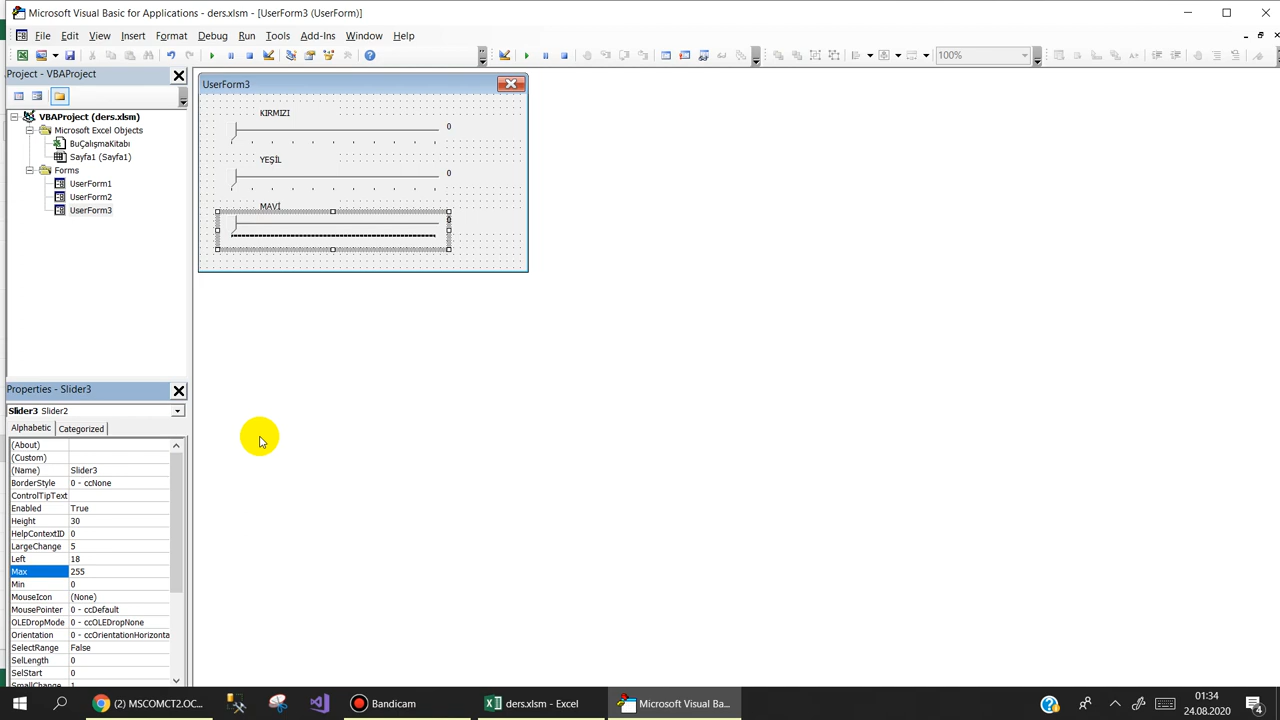 Microsoft Visual Basic for Applications - ders.xlsm - [UserForm3 (UserForm)]
File Edit View Insert Format Debug Run Tools Add-Ins Window Help
100%
Project - VBAProject
UserForm3
VBAProject (ders.xlsm)
Microsoft Excel Objects
BuÇalışmaKitabı
Sayfa1 (Sayfa1)
Forms
UserForm1
UserForm2
UserForm3
KIRMIZI
0
YEŞİL
0
MAVİ
0
Properties - Slider3
Slider3 Slider2
Alphabetic Categorized
(About)
(Custom)
(Name) Slider3
BorderStyle 0 - ccNone
ControlTipText
Enabled True
Height 30
HelpContextID 0
LargeChange 5
Left 18
Max 255
Min 0
MouseIcon (None)
MousePointer 0 - ccDefault
OLEDropMode 0 - ccOLEDropNone
Orientation 0 - ccOrientationHorizonta
SelectRange False
SelLength 0
SelStart 0
SmallChange 1
(2) MSCOMCT2.OC...
Bandicam
ders.xlsm - Excel
Microsoft Visual Ba...
01:34
24.08.2020
4